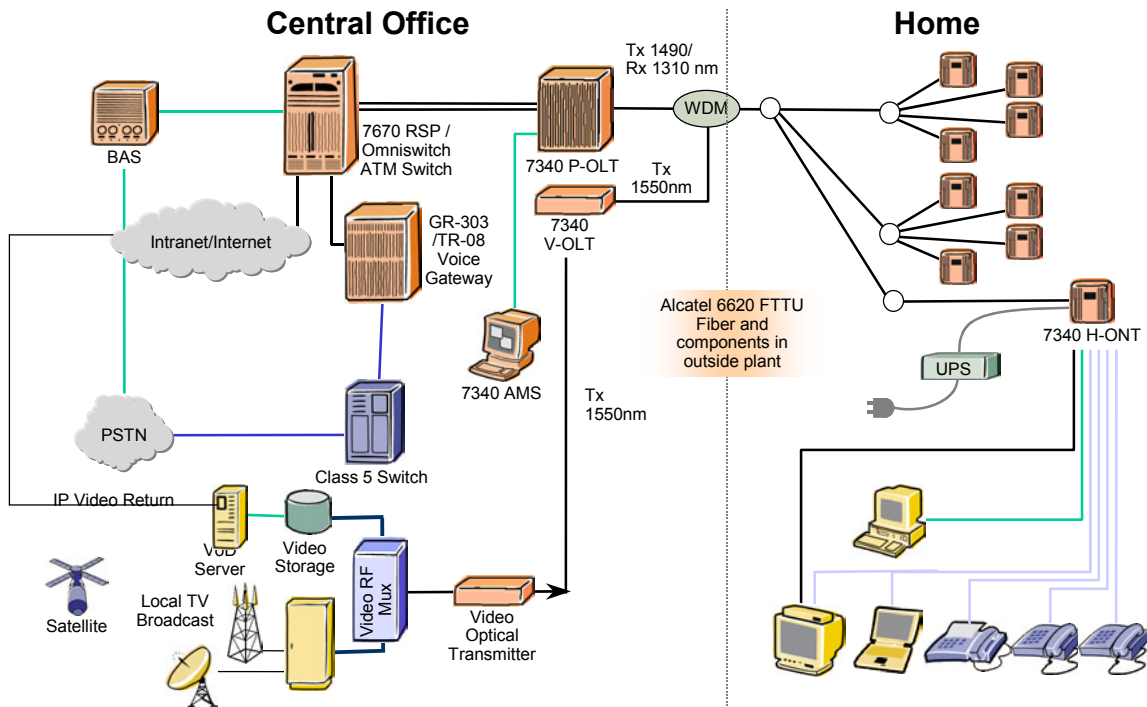 Central Office
Home
Tx 1490/
Rx 1310 nm
WDM
BAS
7670 RSP /
Omniswitch
ATM Switch
7340 P-OLT
Tx
1550nm
7340
V-OLT
GR-303
/TR-08
Voice
Gateway
Intranet/Internet
Alcatel 6620 FTTU
Fiber and
components in
outside plant
7340 H-ONT
UPS
7340 AMS
Tx
1550nm
PSTN
Class 5 Switch
IP Video Return
VoD
Server
Video
Storage
Video RF
Mux
Satellite
Local TV
Broadcast
Video
Optical
Transmitter